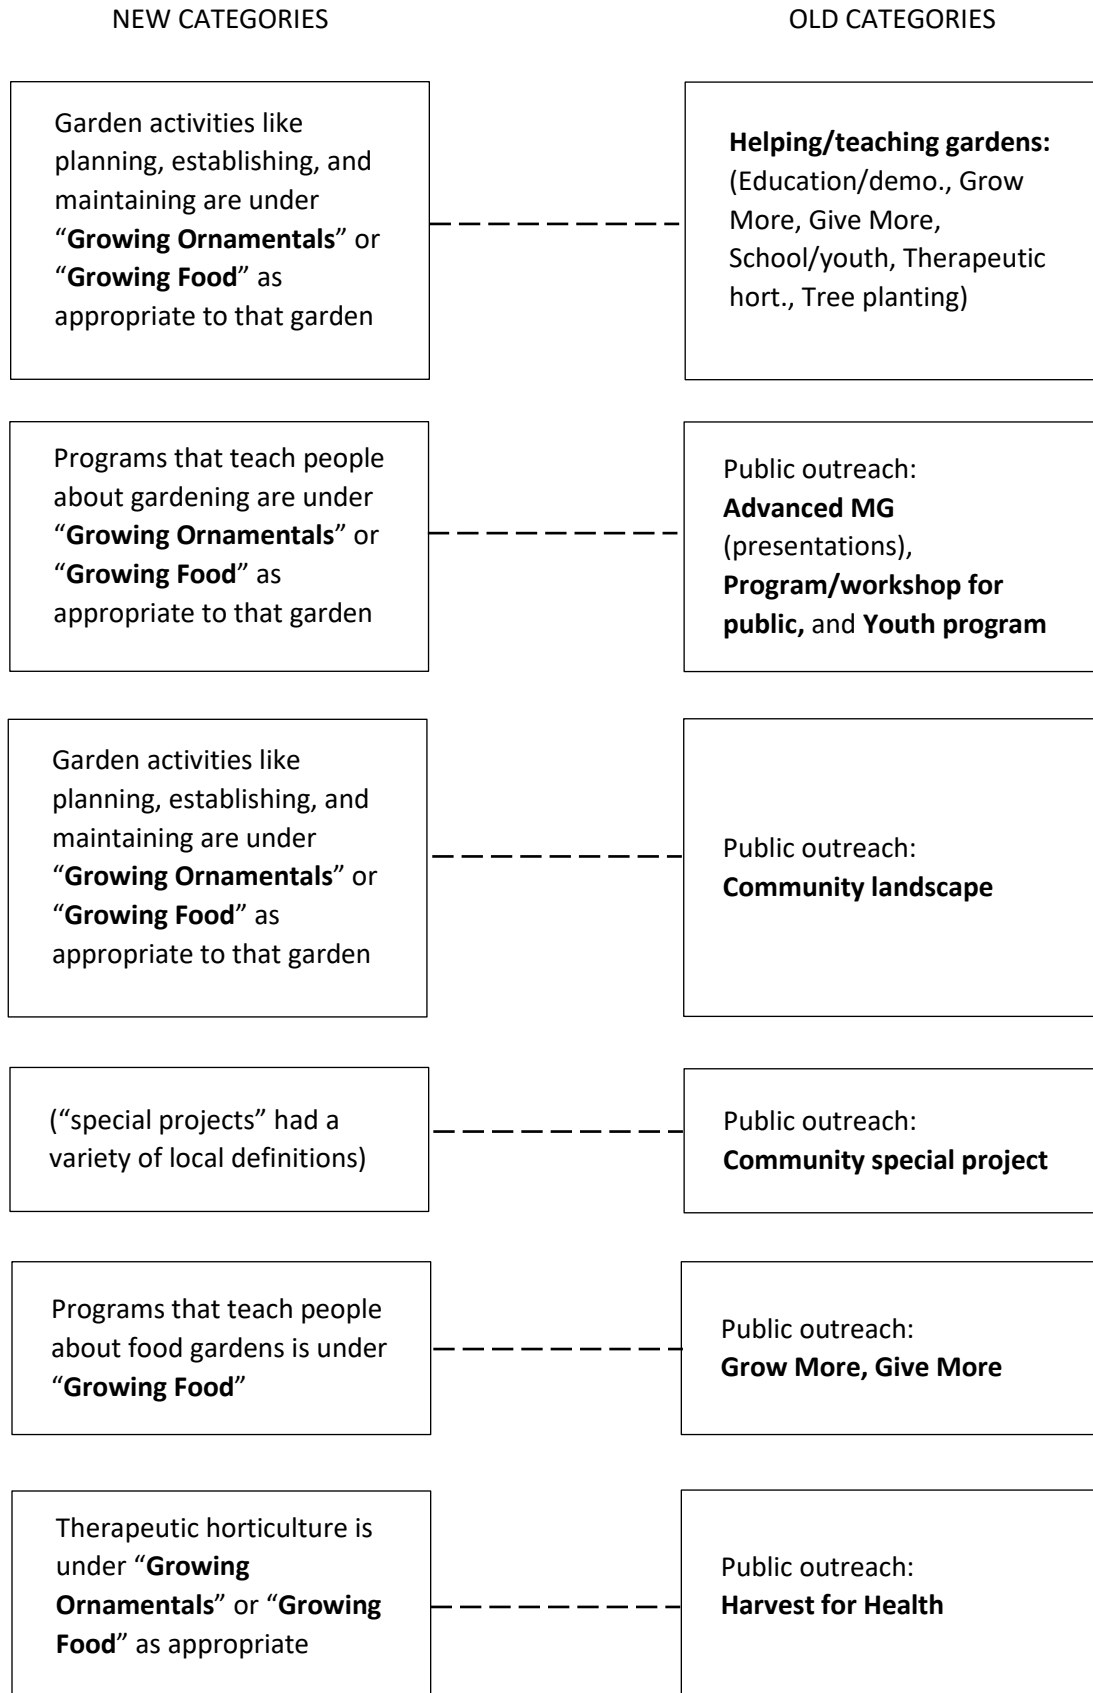 NEW CATEGORIES
OLD CATEGORIES
Garden activities like
planning, establishing, and
maintaining are under
“Growing Ornamentals” or
“Growing Food” as
appropriate to that garden
Helping/teaching gardens:
(Education/demo., Grow
More, Give More,
School/youth, Therapeutic
hort., Tree planting)
Programs that teach people
about gardening are under
“Growing Ornamentals” or
“Growing Food” as
appropriate to that garden
Public outreach:
Advanced MG
(presentations),
Program/workshop for
public, and Youth program
Garden activities like
planning, establishing, and
maintaining are under
“Growing Ornamentals” or
“Growing Food” as
appropriate to that garden
Public outreach:
Community landscape
(“special projects” had a
variety of local definitions)
Public outreach:
Community special project
Programs that teach people
about food gardens is under
“Growing Food”
Public outreach:
Grow More, Give More
Therapeutic horticulture is
under “Growing
Ornamentals” or “Growing
Food” as appropriate
Public outreach:
Harvest for Health